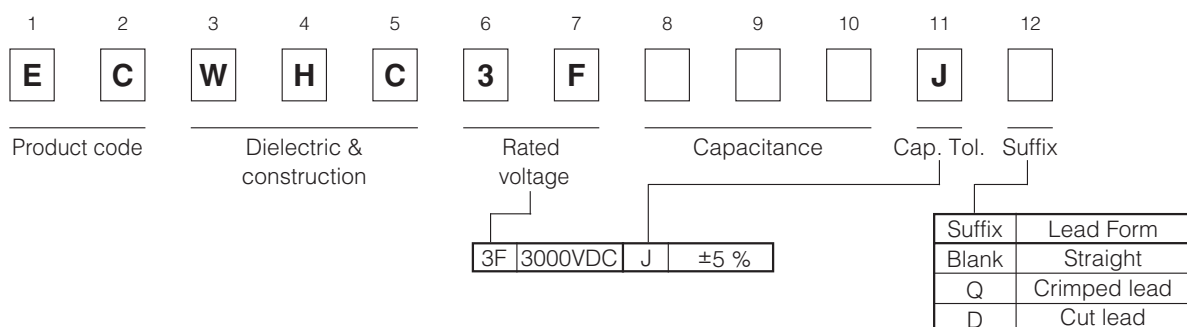 1 2 3 4 5 6 7 8 9 10 11 12
E C W H C 3 F J
Product code Dielectric & Rated Capacitance Cap. Tol. Suffix
construction voltage
3F 3000VDC J ±5 %
Suffix Lead Form
Blank Straight
Q Crimped lead
D Cut lead